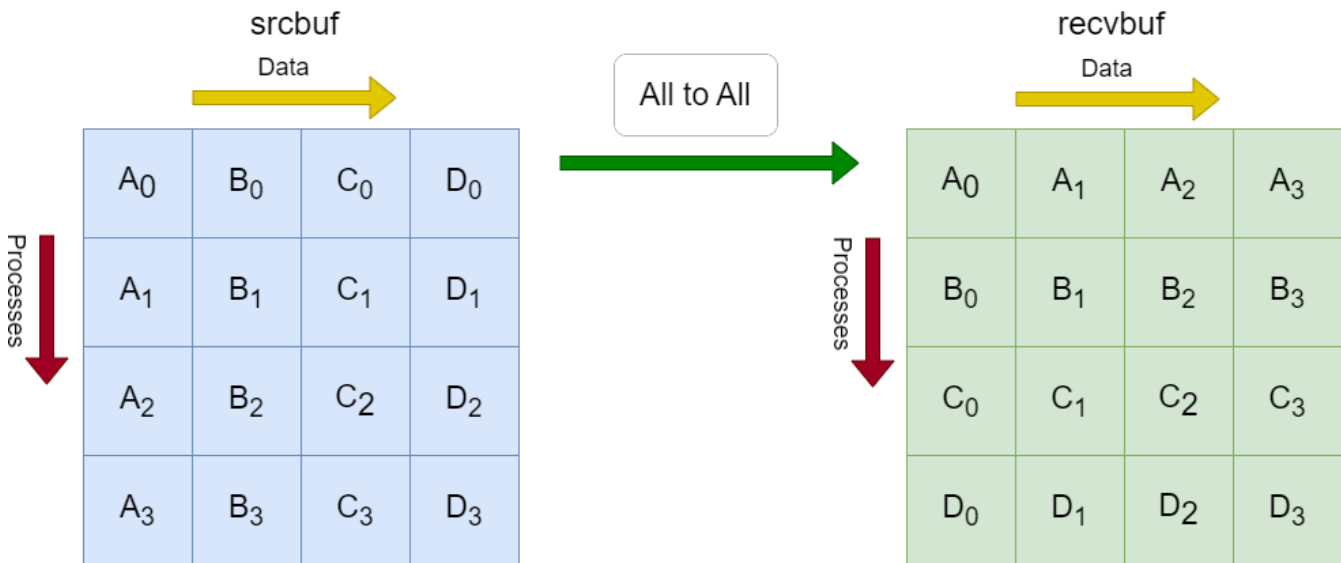 srcbuf
Data
recvbuf
Data
All to All
Processes
A0 B0 C0 D0
A1 B1 C1 D1
A2 B2 C2 D2
A3 B3 C3 D3
Processes
A0 A1 A2 A3
B0 B1 B2 B3
C0 C1 C2 C3
D0 D1 D2 D3